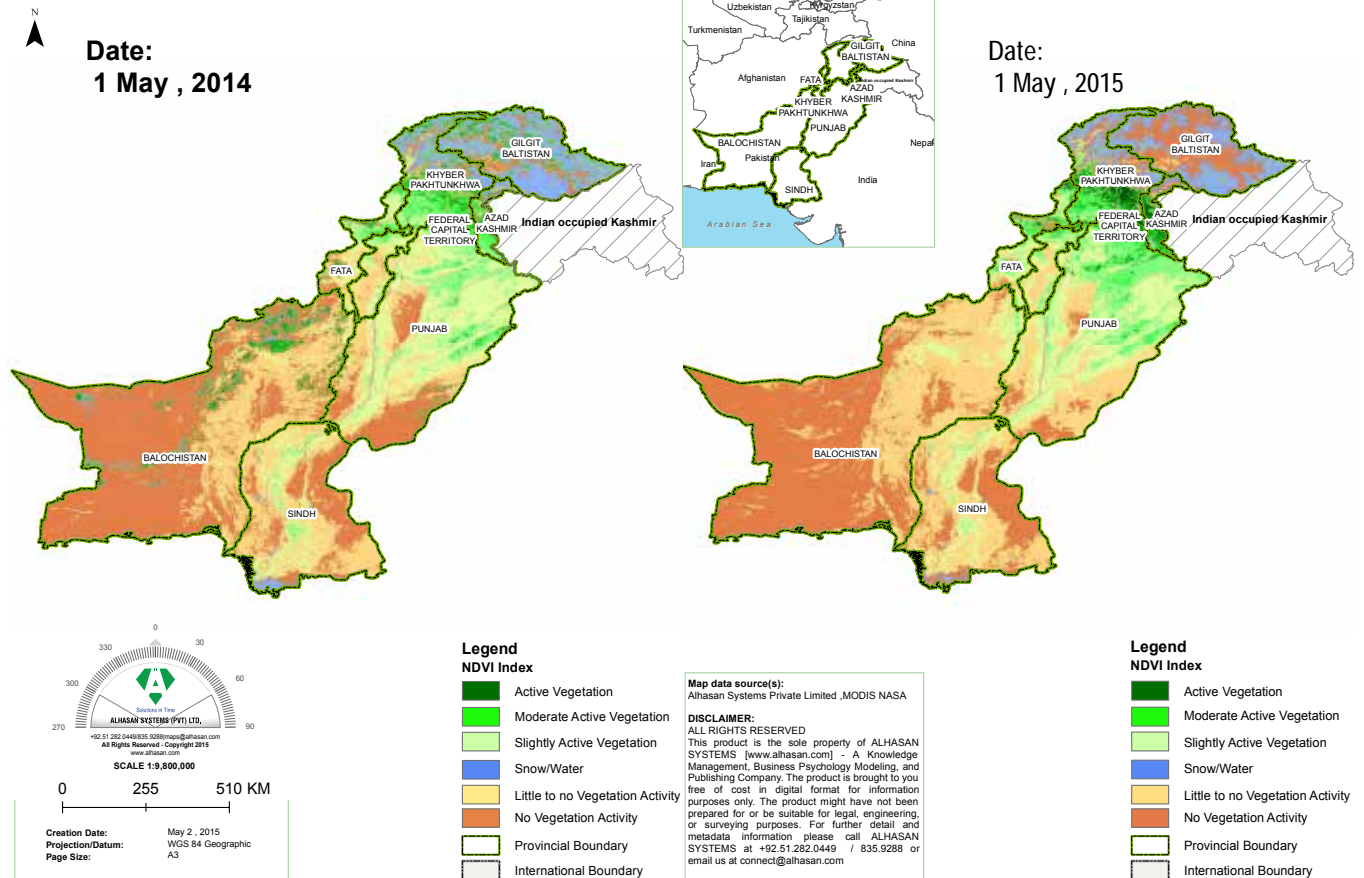 N
Date:
1 May , 2014
Uzbekistan
Kyrgyzstan
Tajikistan
Turkmenistan
China
GILGIT
BALTISTAN
Afghanistan
FATA
Indian occupied Kashmir
AZAD
KASHMIR
KHYBER
PAKHTUNKHWA
PUNJAB
BALOCHISTAN
Nepal
Iran
Pakistan
India
SINDH
Arabian Sea
Date:
1 May , 2015
GILGIT
BALTISTAN
KHYBER
PAKHTUNKHWA
FEDERAL
CAPITAL
TERRITORY
AZAD
KASHMIR
Indian occupied Kashmir
FATA
PUNJAB
BALOCHISTAN
SINDH
GILGIT
BALTISTAN
KHYBER
PAKHTUNKHWA
FEDERAL
CAPITAL
TERRITORY
AZAD
KASHMIR
Indian occupied Kashmir
FATA
PUNJAB
BALOCHISTAN
SINDH
0
330
30
300
60
270
90
Solutions in Time
ALHASAN SYSTEMS (PVT) LTD,
+92.51.282.0449/835.9288|maps@alhasan.com
All Rights Reserved - Copyright 2015
www.alhasan.com
SCALE 1:9,800,000
0 255 510 KM
Creation Date: May 2 , 2015
Projection/Datum: WGS 84 Geographic
Page Size: A3
Legend
NDVI Index
Active Vegetation
Moderate Active Vegetation
Slightly Active Vegetation
Snow/Water
Little to no Vegetation Activity
No Vegetation Activity
Provincial Boundary
International Boundary
Map data source(s):
Alhasan Systems Private Limited ,MODIS NASA
DISCLAIMER:
ALL RIGHTS RESERVED
This product is the sole property of ALHASAN
SYSTEMS [www.alhasan.com] - A Knowledge
Management, Business Psychology Modeling, and
Publishing Company. The product is brought to you
free of cost in digital format for information
purposes only. The product might have not been
prepared for or be suitable for legal, engineering,
or surveying purposes. For further detail and
metadata information please call ALHASAN
SYSTEMS at +92.51.282.0449 / 835.9288 or
email us at connect@alhasan.com
Legend
NDVI Index
Active Vegetation
Moderate Active Vegetation
Slightly Active Vegetation
Snow/Water
Little to no Vegetation Activity
No Vegetation Activity
Provincial Boundary
International Boundary